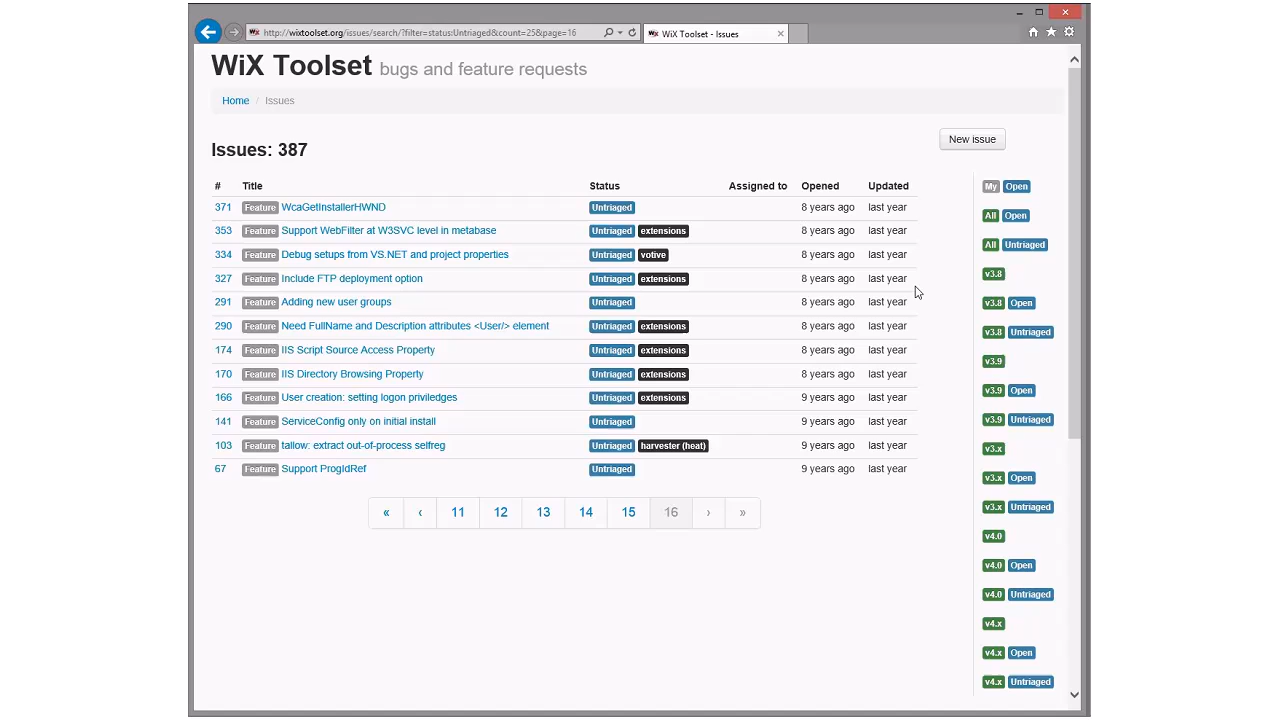 http://wixtoolset.org/issues/search/?filter=status:Untriaged&count=25&page=16
WiX Toolset - Issues
WiX Toolset bugs and feature requests
Home / Issues
Issues: 387
New issue
# Title Status Assigned to Opened Updated
371 Feature WcaGetInstallerHWND Untriaged 8 years ago last year
353 Feature Support WebFilter at W3SVC level in metabase Untriaged extensions 8 years ago last year
334 Feature Debug setups from VS.NET and project properties Untriaged votive 8 years ago last year
327 Feature Include FTP deployment option Untriaged extensions 8 years ago last year
291 Feature Adding new user groups Untriaged 8 years ago last year
290 Feature Need FullName and Description attributes <User/> element Untriaged extensions 8 years ago last year
174 Feature IIS Script Source Access Property Untriaged extensions 8 years ago last year
170 Feature IIS Directory Browsing Property Untriaged extensions 8 years ago last year
166 Feature User creation: setting logon priviledges Untriaged extensions 9 years ago last year
141 Feature ServiceConfig only on initial install Untriaged 9 years ago last year
103 Feature tallow: extract out-of-process selfreg Untriaged harvester (heat) 9 years ago last year
67 Feature Support ProgIdRef Untriaged 9 years ago last year
« ‹ 11 12 13 14 15 16 › »
My Open
All Open
All Untriaged
v3.8
v3.8 Open
v3.8 Untriaged
v3.9
v3.9 Open
v3.9 Untriaged
v3.x
v3.x Open
v3.x Untriaged
v4.0
v4.0 Open
v4.0 Untriaged
v4.x
v4.x Open
v4.x Untriaged